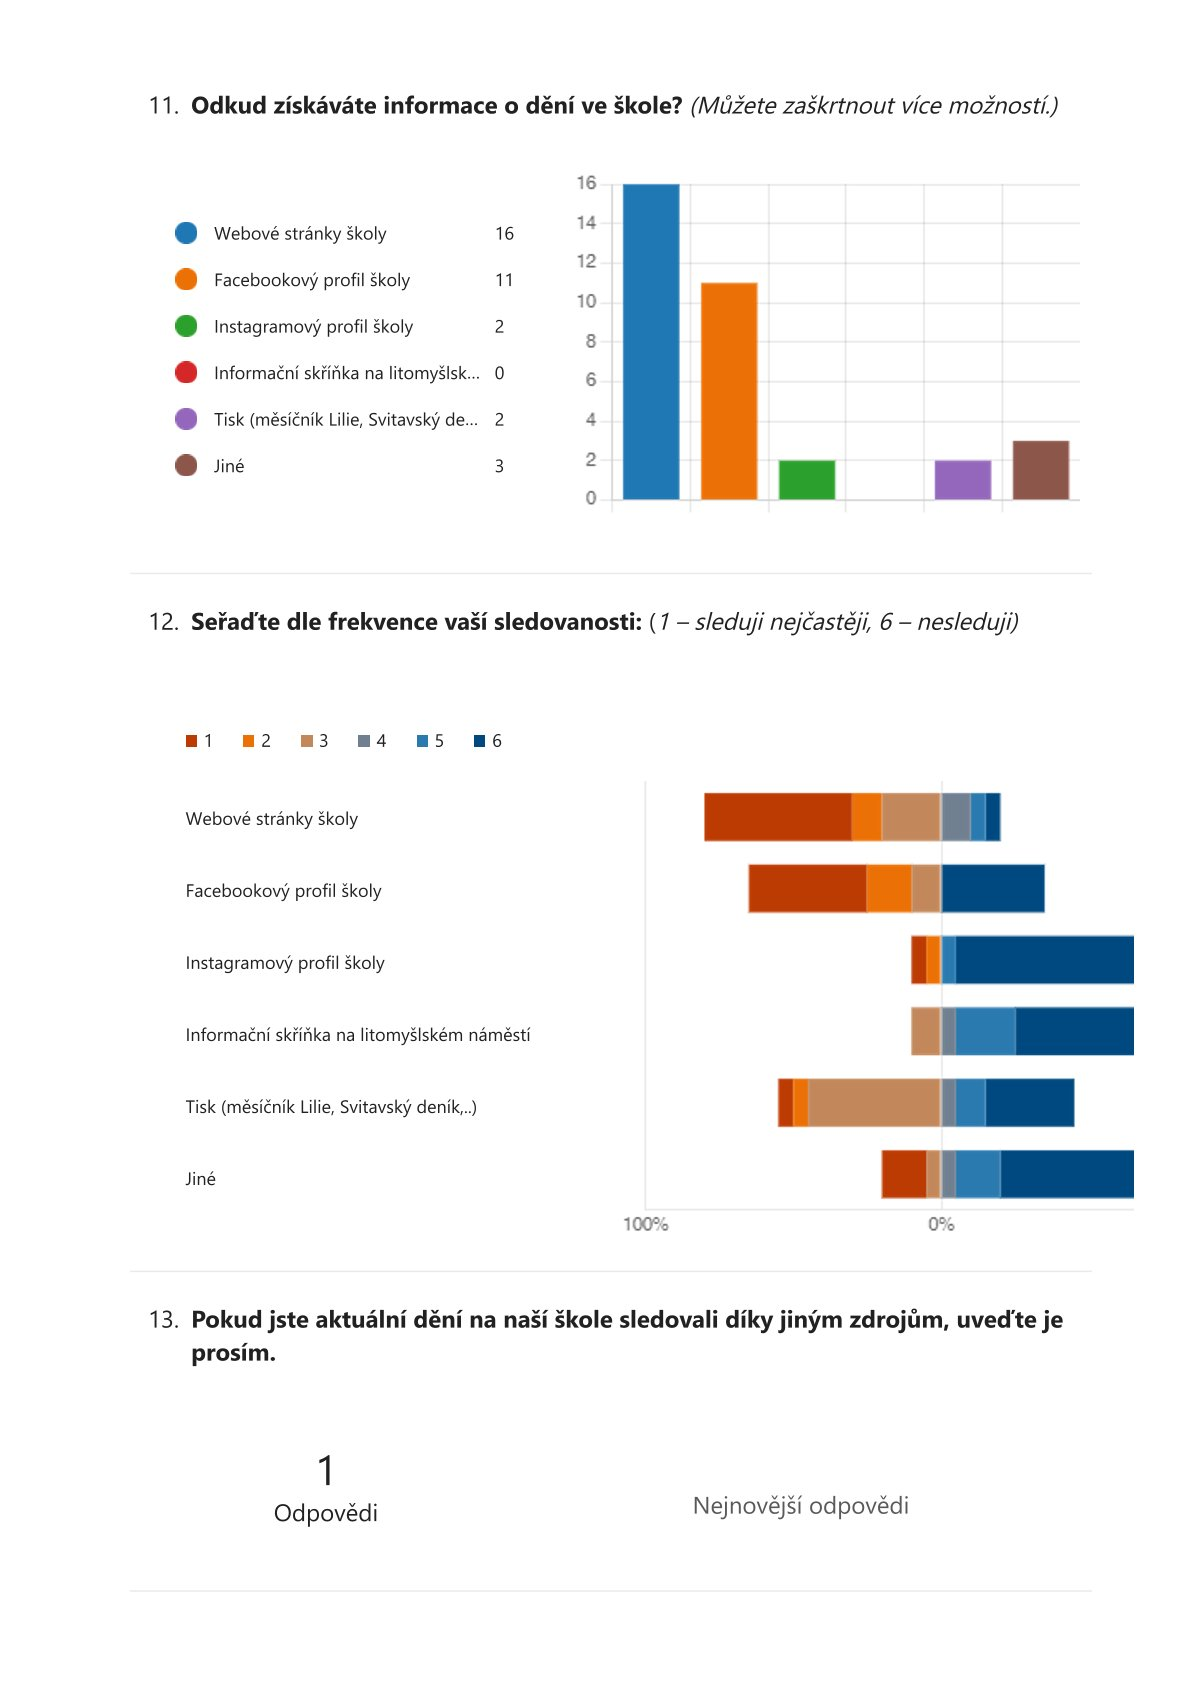 11. Odkud získáváte informace o dění ve škole? (Můžete zaškrtnout více možností.)
Webové stránky školy 16
Facebookový profil školy 11
Instagramový profil školy 2
Informační skříňka na litomyšlsk... 0
Tisk (měsíčník Lilie, Svitavský de... 2
Jiné 3
16
14
12
10
8
6
4
2
0
12. Seřaďte dle frekvence vaší sledovanosti: (1 – sleduji nejčastěji, 6 – nesleduji)
1 2 3 4 5 6
Webové stránky školy
Facebookový profil školy
Instagramový profil školy
Informační skříňka na litomyšlském náměstí
Tisk (měsíčník Lilie, Svitavský deník,..)
Jiné
100% 0%
13. Pokud jste aktuální dění na naší škole sledovali díky jiným zdrojům, uveďte je
prosím.
1
Odpovědi
Nejnovější odpovědi